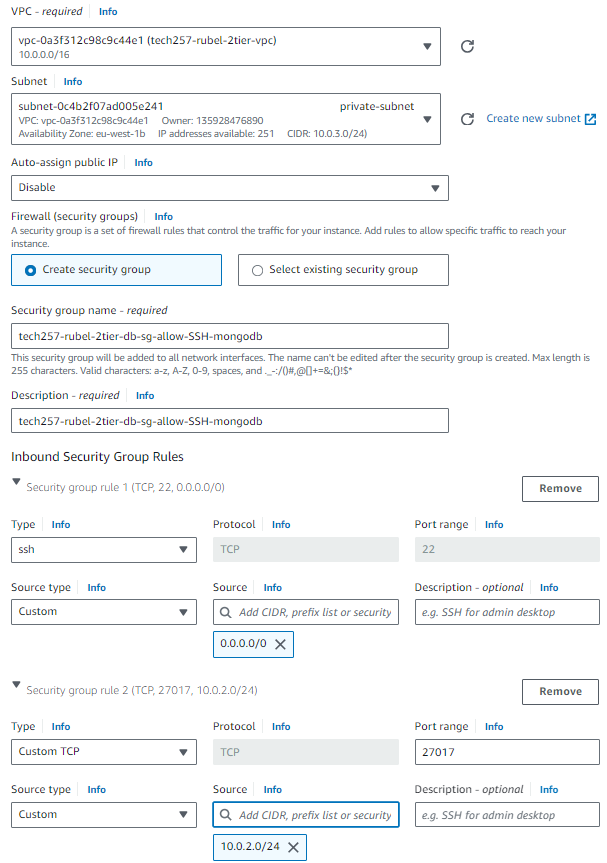 VPC - required Info
vpc-0a3f312c98c9c44e1 (tech257-rubel-2tier-vpc)
10.0.0.0/16
Subnet Info
subnet-0c4b2f07ad005e241 private-subnet
VPC: vpc-0a3f312c98c9c44e1 Owner: 135928476890
Availability Zone: eu-west-1b IP addresses available: 251 CIDR: 10.0.3.0/24)
Create new subnet
Auto-assign public IP Info
Disable
Firewall (security groups) Info
A security group is a set of firewall rules that control the traffic for your instance. Add rules to allow specific traffic to reach your
instance.
Create security group Select existing security group
Security group name - required
tech257-rubel-2tier-db-sg-allow-SSH-mongodb
This security group will be added to all network interfaces. The name can't be edited after the security group is created. Max length is
255 characters. Valid characters: a-z, A-Z, 0-9, spaces, and ._-:/()#,@[]+=&;{}!$*
Description - required Info
tech257-rubel-2tier-db-sg-allow-SSH-mongodb
Inbound Security Group Rules
Security group rule 1 (TCP, 22, 0.0.0.0/0) Remove
Type Info Protocol Info Port range Info
ssh TCP 22
Source type Info Source Info Description - optional Info
Custom Add CIDR, prefix list or security e.g. SSH for admin desktop
0.0.0.0/0
Security group rule 2 (TCP, 27017, 10.0.2.0/24) Remove
Type Info Protocol Info Port range Info
Custom TCP TCP 27017
Source type Info Source Info Description - optional Info
Custom Add CIDR, prefix list or security e.g. SSH for admin desktop
10.0.2.0/24